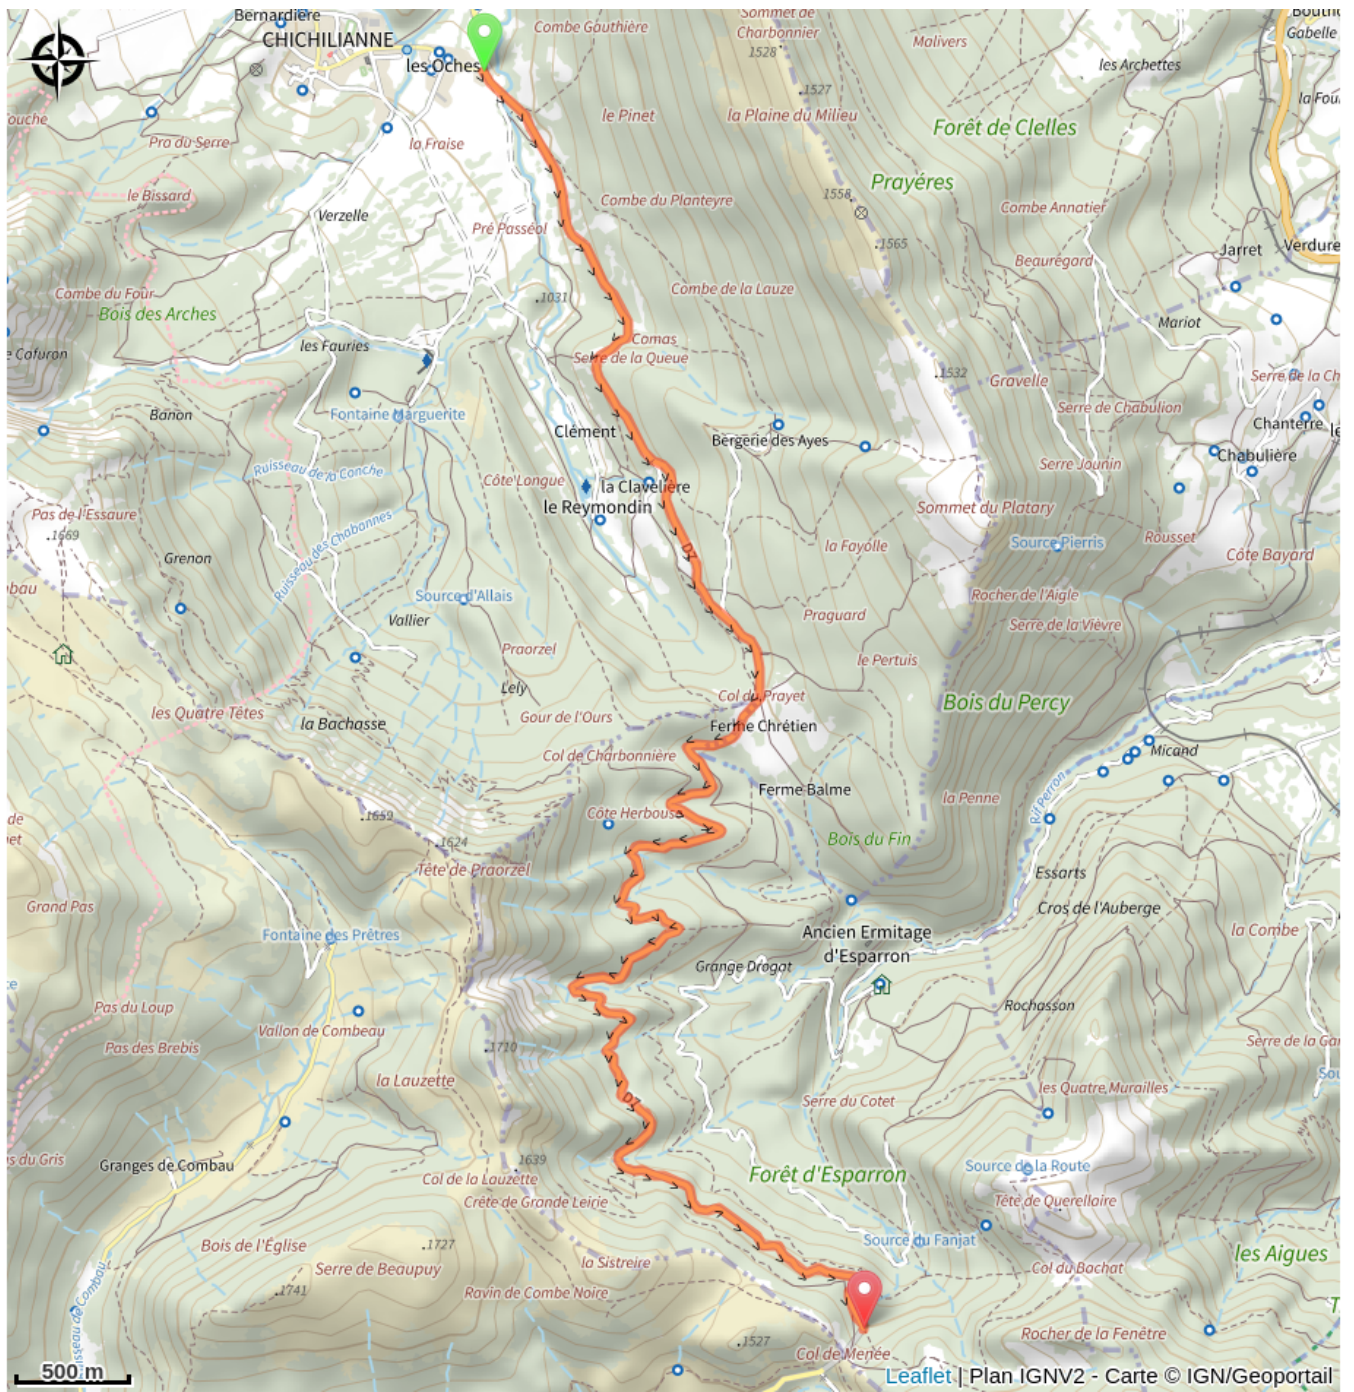 Bernardière
CHICHILIANNE
les Oches
Combe Gauthière
Sommet de
Charbonnier
1528
Malivers
les Archettes
Gabelle
1527
la Plaine du Milieu
le Pinet
Forêt de Clelles
Pra du Serre
la Fraise
Prayéres
le Bissard
Combe du Planteyre
1558
Combe Annatier
Verzelle
Pré Passéol
1565
Jarret
Beauregard
Combe du Four
Combe de la Lauze
1031
Bois des Arches
Mariot
les Fauries
Comas
Serre de la Queue
1532
Gravelle
Serre de la Ch
Banon
Fontaine Marguerite
Serre de Chabulion
Chanterre
Clément
Bergerie des Ayes
Chabulière
Ruisseau de la Conche
Serre Jounin
Côte Longue
la Clavelière
le Reymondin
Sommet du Platary
Pas de l'Essaure
1669
Ruisseau des Chabonnes
Source Pierris
Rousset
Côte Bayard
la Fayolle
D7
Grenon
Source d'Allais
Rocher de l'Aigle
Vallier
Praguard
Serre de la Vièvre
Praorzel
le Pertuis
Lely
Col du Prayet
Bois du Percy
les Quatre Têtes
la Bachasse
Gour de l'Ours
Ferme Chrétien
Col de Charbonnière
Micand
Ferme Balme
la Penne
Rif Perron
1659
Côte Herbouse
1624
Bois du Fin
Tête de Praorzel
Essarts
Grand Pas
Cros de l'Auberge
Fontaine des Prêtres
Ancien Ermitage
d'Esparron
la Combe
Grange Drogat
Pas du Loup
Rochasson
Vallon de Combeau
Pas des Brebis
1710
la Lauzette
les Quatre Murailles
D7
Serre du Cotet
Granges de Combau
1639
Col de la Lauzette
Forêt d'Esparron
Source de la Route
Crête de Grande Leirie
Tête de Querellaire
Bois de l'Église
1727
Source du Fanjat
les Aigues
Serre de Beaupuy
la Sistreire
Col du Bachat
1741
Ravin de Combe Noire
1527
Rocher de la Fenêtre
Col de Menée
500 m
Leaflet | Plan IGNV2 - Carte © IGN/Geoportail